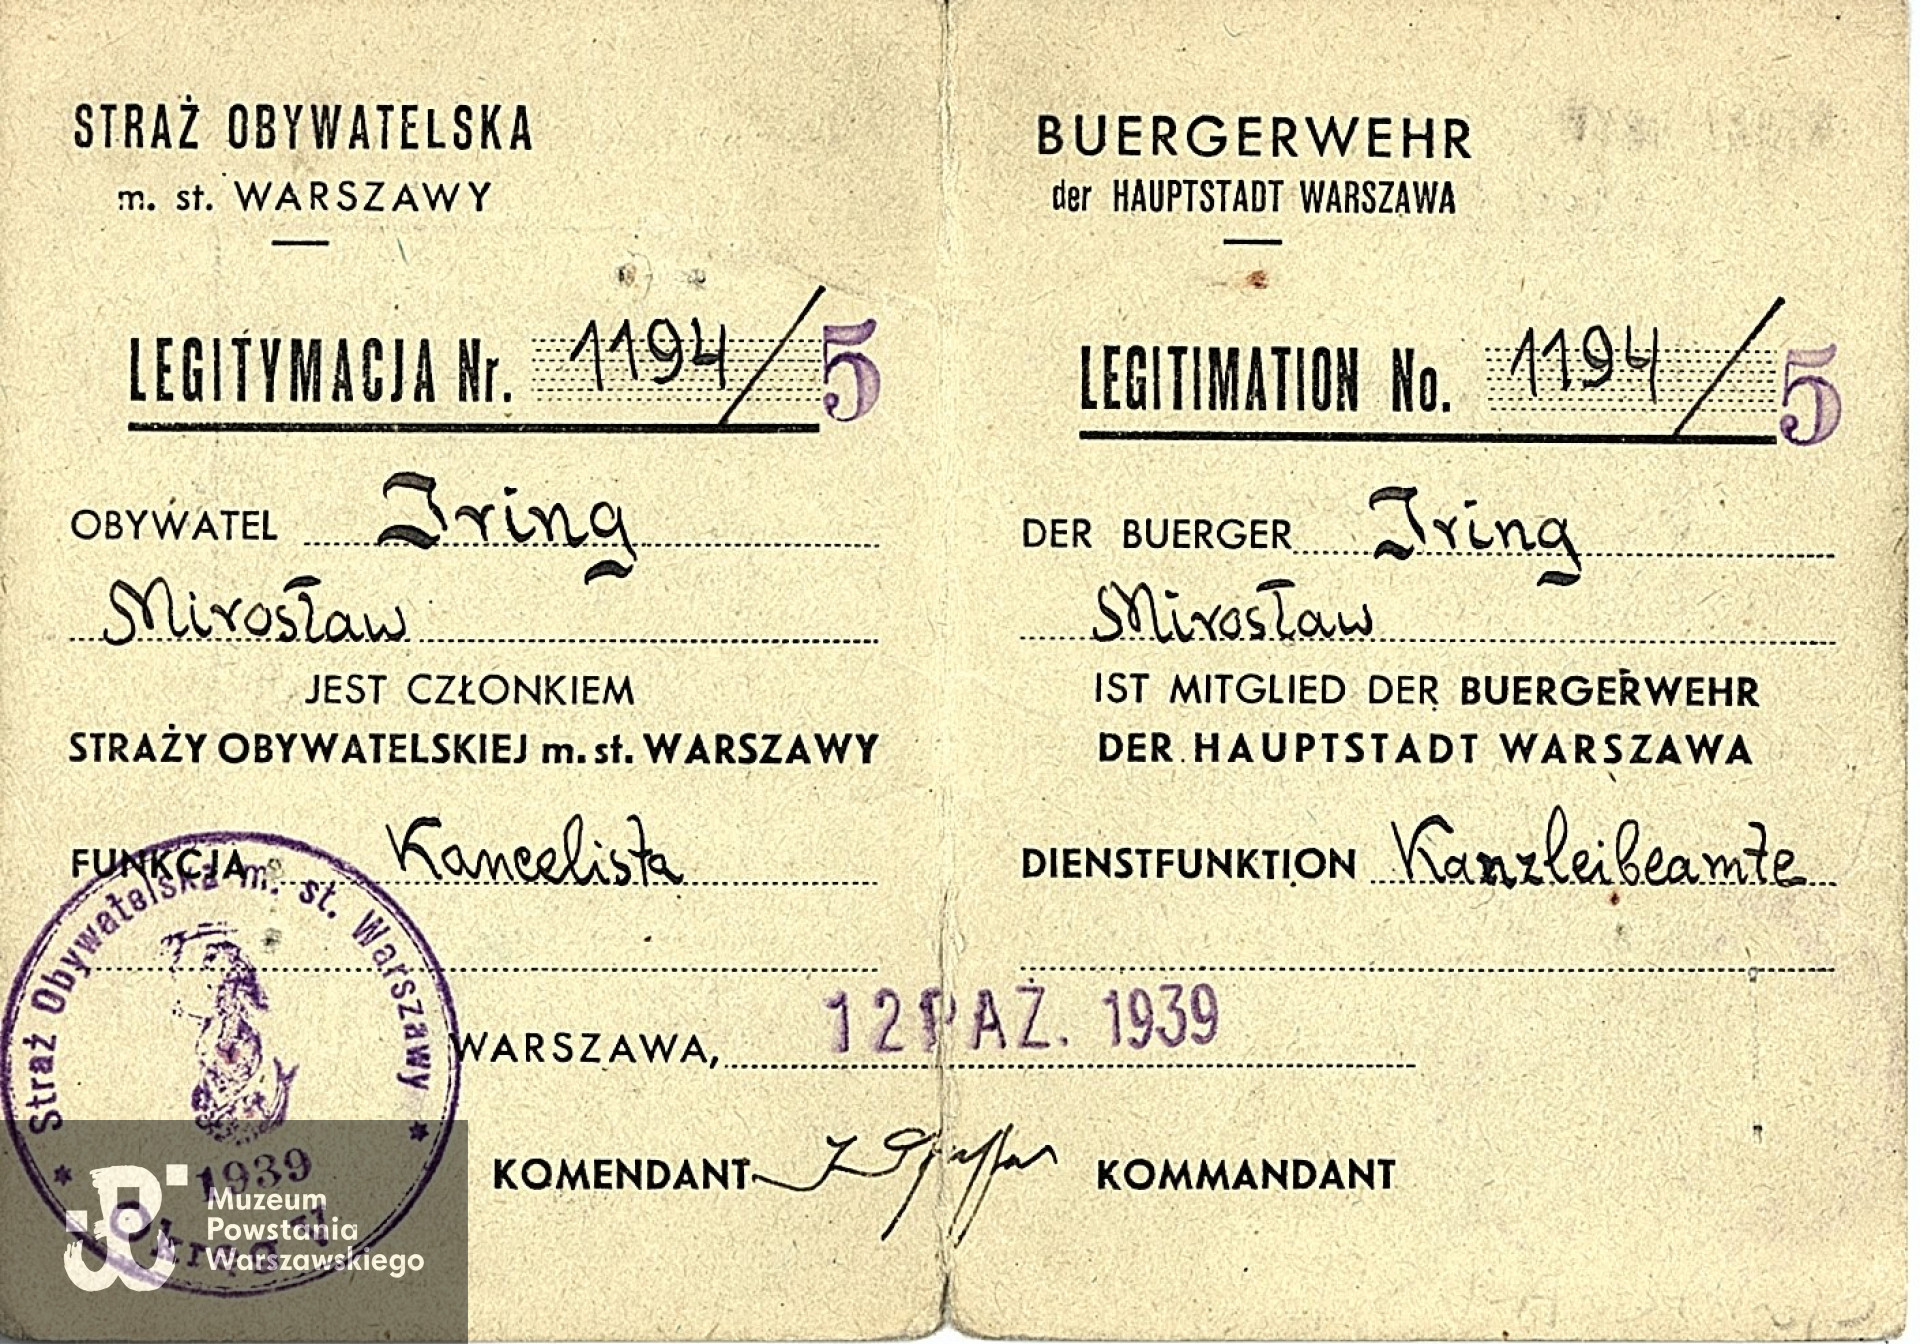 STRAŻ OBYWATELSKA
m. st. WARSZAWY
LEGITYMACJA Nr. 1194/5
OBYWATEL Iring
Mirosław
JEST CZŁONKIEM
STRAŻY OBYWATELSKIEJ m. st. WARSZAWY
FUNKCJA Kancelista
BUERGERWEHR
der HAUPTSTADT WARSZAWA
LEGITIMATION No. 1194/5
DER BUERGER Iring
Mirosław
IST MITGLIED DER BUERGERWEHR
DER HAUPTSTADT WARSZAWA
DIENSTFUNKTION Kanzleibeamte
WARSZAWA, 12 PAŹ. 1939
KOMENDANT KOMMANDANT
Straż Obywatelska m. st. Warszawy
1939
Okrąg
Muzeum
Powstania
Warszawskiego